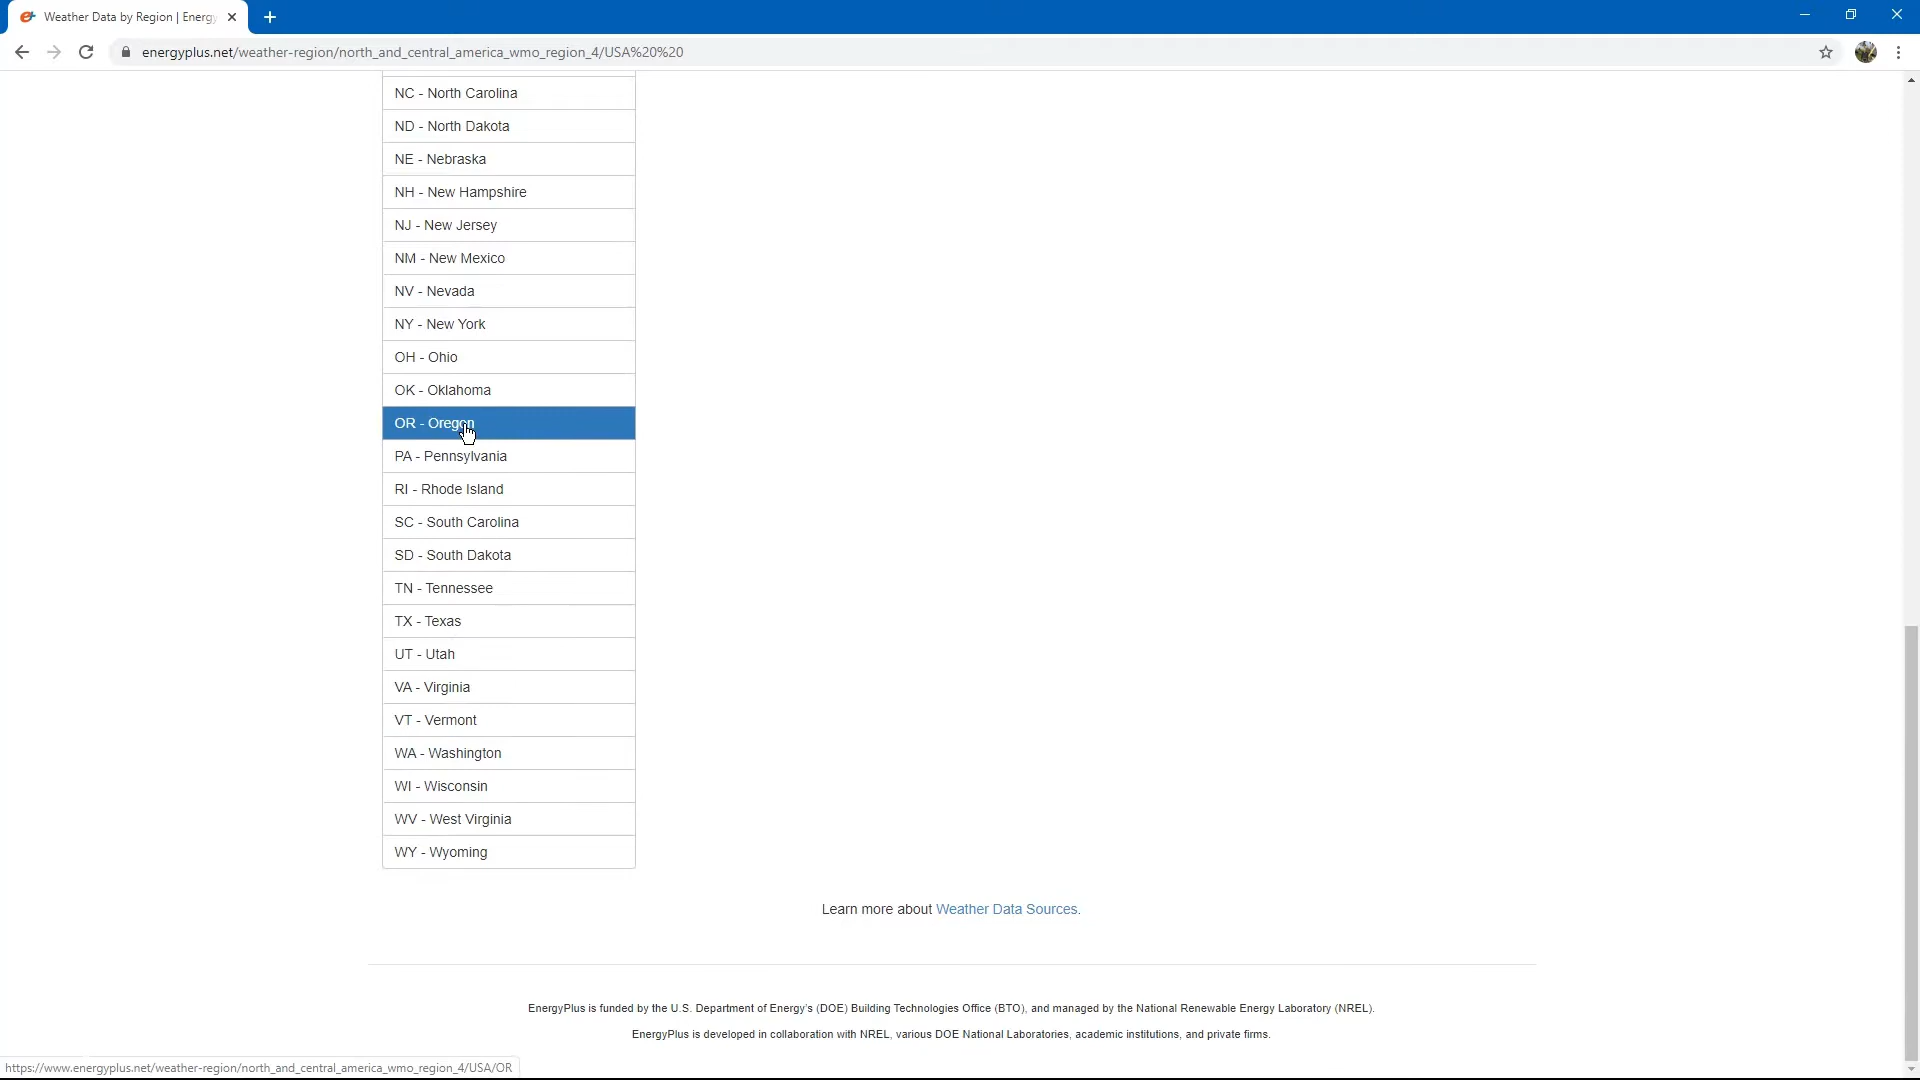 Weather Data by Region | Energy
energyplus.net/weather-region/north_and_central_america_wmo_region_4/USA%20%20
NC - North Carolina
ND - North Dakota
NE - Nebraska
NH - New Hampshire
NJ - New Jersey
NM - New Mexico
NV - Nevada
NY - New York
OH - Ohio
OK - Oklahoma
OR - Oregon
PA - Pennsylvania
RI - Rhode Island
SC - South Carolina
SD - South Dakota
TN - Tennessee
TX - Texas
UT - Utah
VA - Virginia
VT - Vermont
WA - Washington
WI - Wisconsin
WV - West Virginia
WY - Wyoming
Learn more about Weather Data Sources.
EnergyPlus is funded by the U.S. Department of Energy's (DOE) Building Technologies Office (BTO), and managed by the National Renewable Energy Laboratory (NREL).
EnergyPlus is developed in collaboration with NREL, various DOE National Laboratories, academic institutions, and private firms.
https://www.energyplus.net/weather-region/north_and_central_america_wmo_region_4/USA/OR